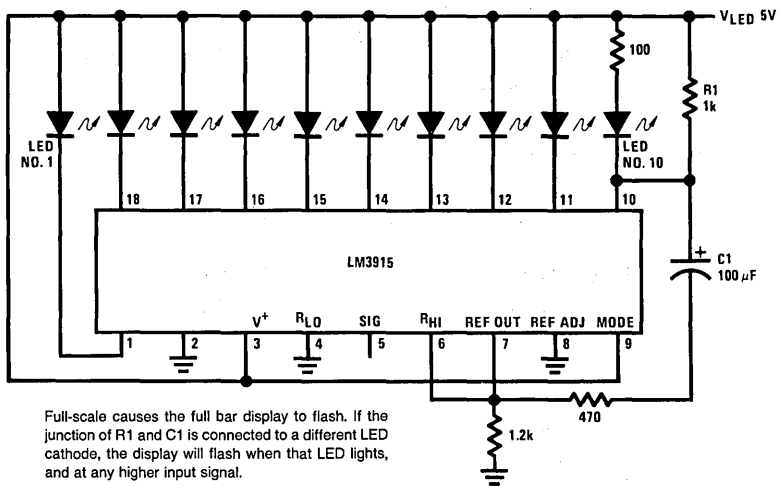 V_LED 5V
100
R1
1k
LED
NO. 1
LED
NO. 10
18 17 16 15 14 13 12 11 10
LM3915
C1
100 µF
+
V+ R_LO SIG R_HI REF OUT REF ADJ MODE
1 2 3 4 5 6 7 8 9
470
1.2k
Full-scale causes the full bar display to flash. If the
junction of R1 and C1 is connected to a different LED
cathode, the display will flash when that LED lights,
and at any higher input signal.